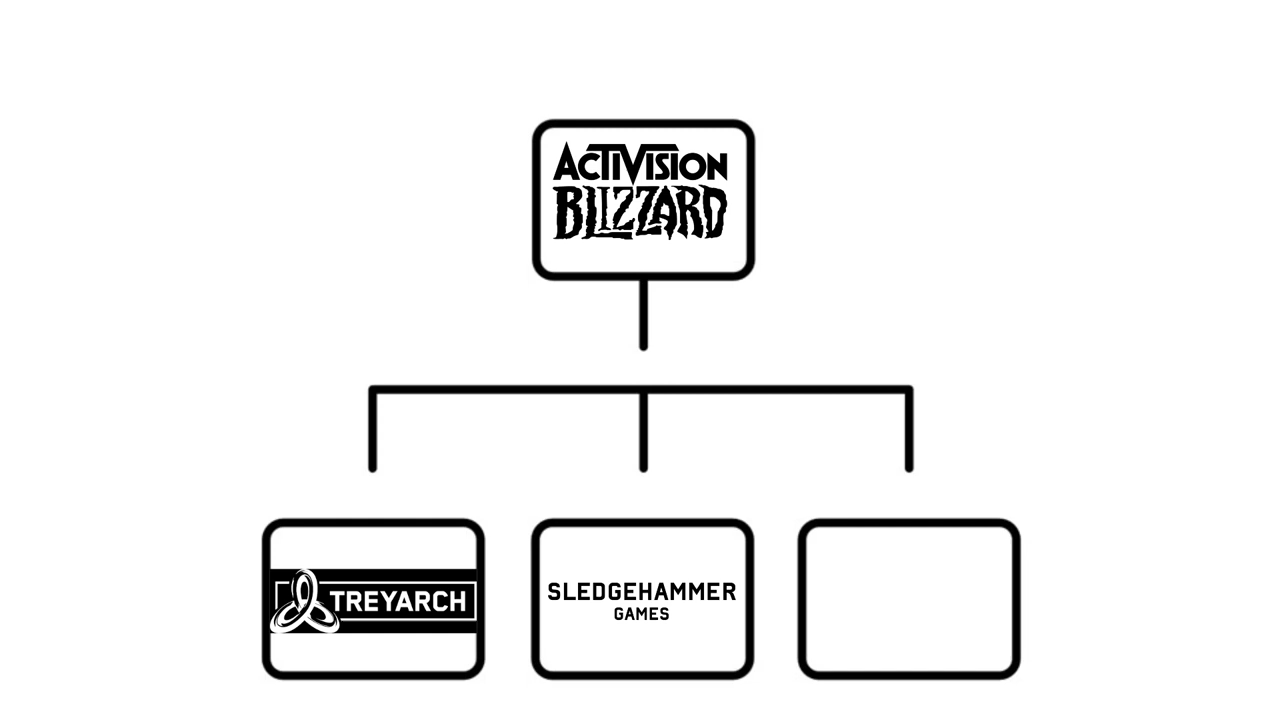 ACTIVISION
BLIZZARD
TREYARCH
SLEDGEHAMMER
GAMES